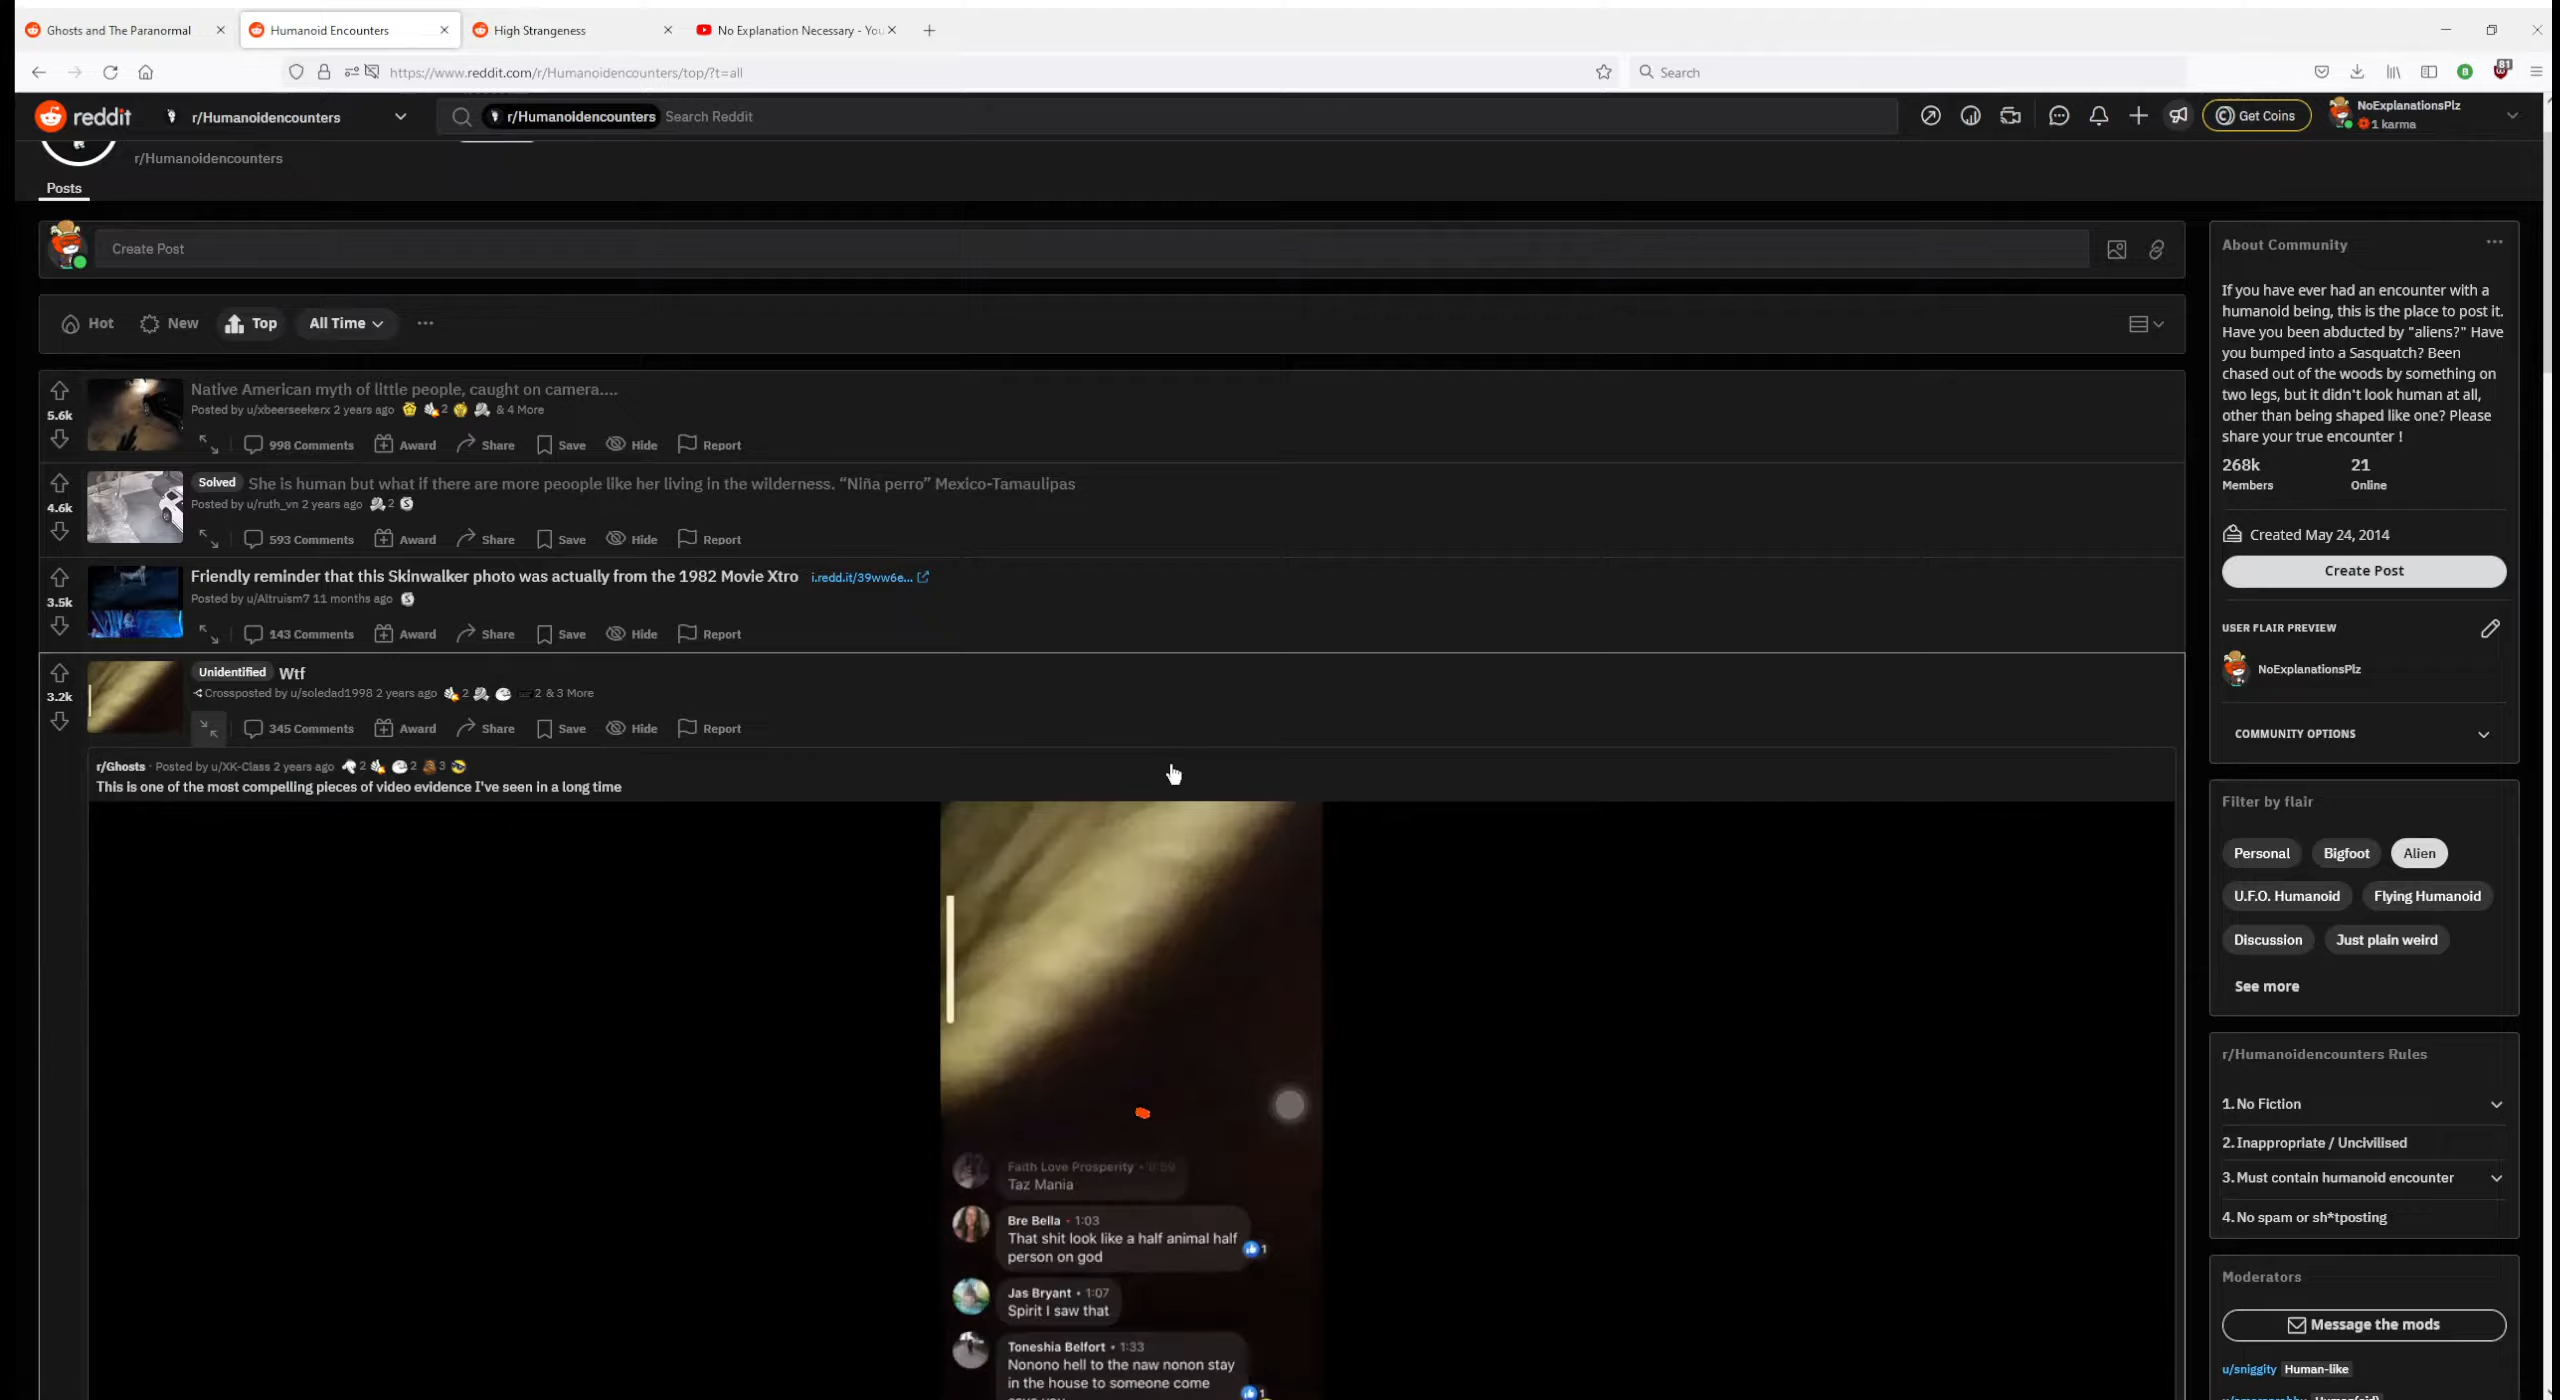 Ghosts and The Paranormal
Humanoid Encounters
High Strangeness
No Explanation Necessary - You
https://www.reddit.com/r/Humanoidencounters/top/?t=all
Search
81
reddit
r/Humanoidencounters
r/Humanoidencounters
Search Reddit
Get Coins
NoExplanationsPlz
1 karma
r/Humanoidencounters
Posts
Create Post
Hot
New
Top
All Time
5.6k
Native American myth of little people, caught on camera....
Posted by u/xbeerseekerx 2 years ago 2 & 4 More
998 Comments Award Share Save Hide Report
4.6k
Solved She is human but what if there are more peoople like her living in the wilderness. “Niña perro” Mexico-Tamaulipas
Posted by u/ruth_vn 2 years ago 2
593 Comments Award Share Save Hide Report
3.5k
Friendly reminder that this Skinwalker photo was actually from the 1982 Movie Xtro i.redd.it/39ww6e...
Posted by u/Altruism7 11 months ago
143 Comments Award Share Save Hide Report
3.2k
Unidentified Wtf
Crossposted by u/soledad1998 2 years ago 2 2 & 3 More
345 Comments Award Share Save Hide Report
r/Ghosts · Posted by u/XK-Class 2 years ago 2 2 3
This is one of the most compelling pieces of video evidence I've seen in a long time
Faith Love Prosperity • 0:59
Taz Mania
Bre Bella • 1:03
That shit look like a half animal half
person on god
1
Jas Bryant • 1:07
Spirit I saw that
Toneshia Belfort • 1:33
Nonono hell to the naw nonon stay
in the house to someone come
1
About Community
If you have ever had an encounter with a
humanoid being, this is the place to post it.
Have you been abducted by "aliens?" Have
you bumped into a Sasquatch? Been
chased out of the woods by something on
two legs, but it didn't look human at all,
other than being shaped like one? Please
share your true encounter !
268k 21
Members Online
Created May 24, 2014
Create Post
USER FLAIR PREVIEW
NoExplanationsPlz
COMMUNITY OPTIONS
Filter by flair
Personal Bigfoot Alien
U.F.O. Humanoid Flying Humanoid
Discussion Just plain weird
See more
r/Humanoidencounters Rules
1. No Fiction
2. Inappropriate / Uncivilised
3. Must contain humanoid encounter
4. No spam or sh*tposting
Moderators
Message the mods
u/sniggity Human-like